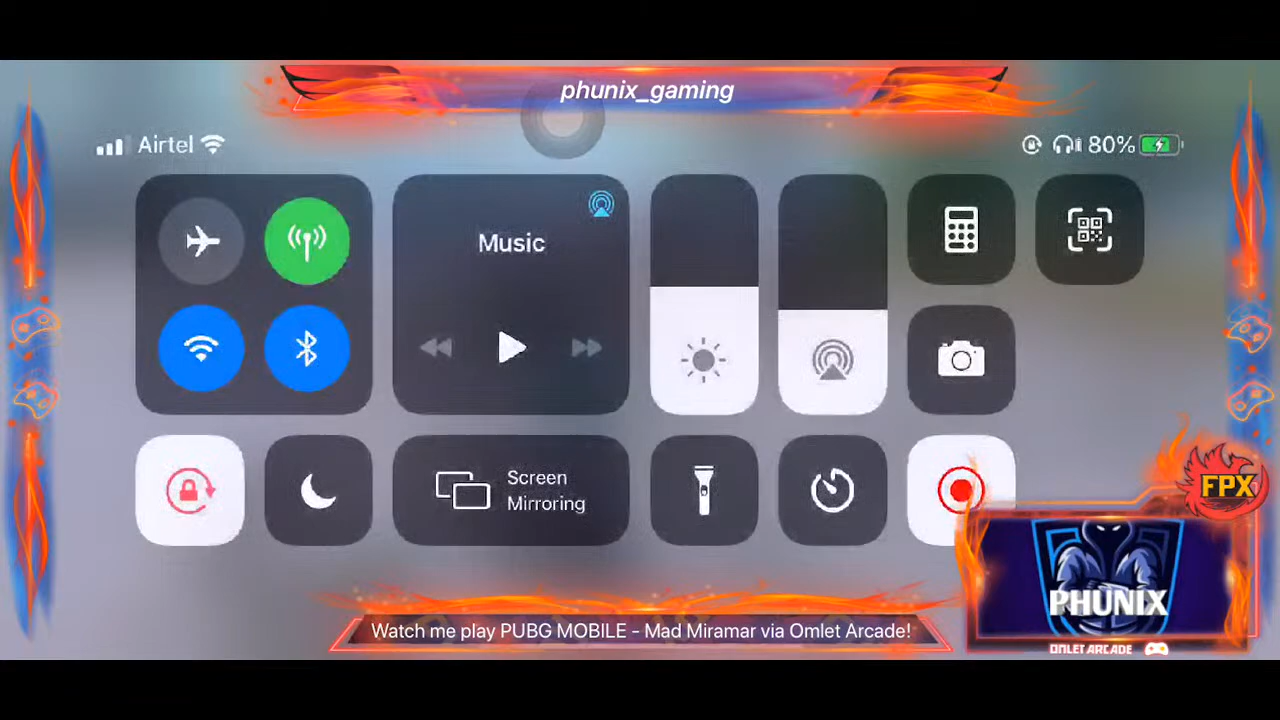 phunix_gaming
Airtel
80%
Music
Screen
Mirroring
FPX
PHUNIX
Watch me play PUBG MOBILE - Mad Miramar via Omlet Arcade!
OMLET ARCADE